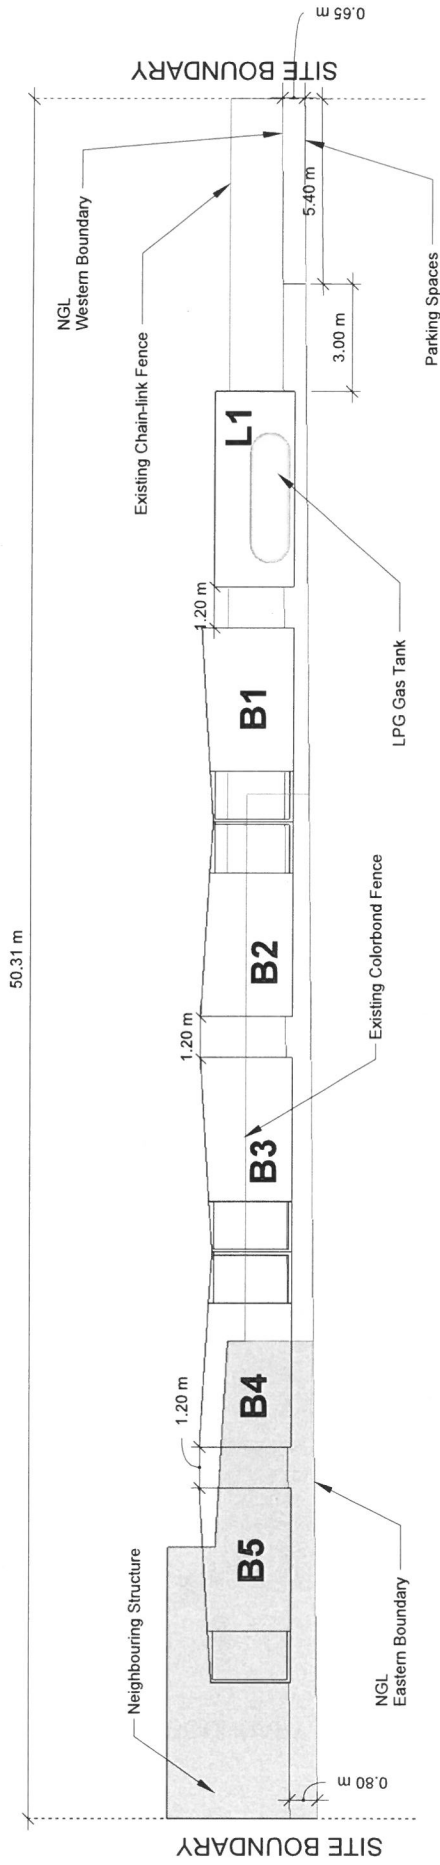 50.31 m
SITE BOUNDARY
SITE BOUNDARY
Neighbouring Structure
1.20 m
1.20 m
1.20 m
Existing Chain-link Fence
NGL
Western Boundary
0.65 m
B5
B4
B3
B2
B1
L1
5.40 m
3.00 m
0.80 m
NGL
Eastern Boundary
Existing Colorbond Fence
LPG Gas Tank
Parking Spaces